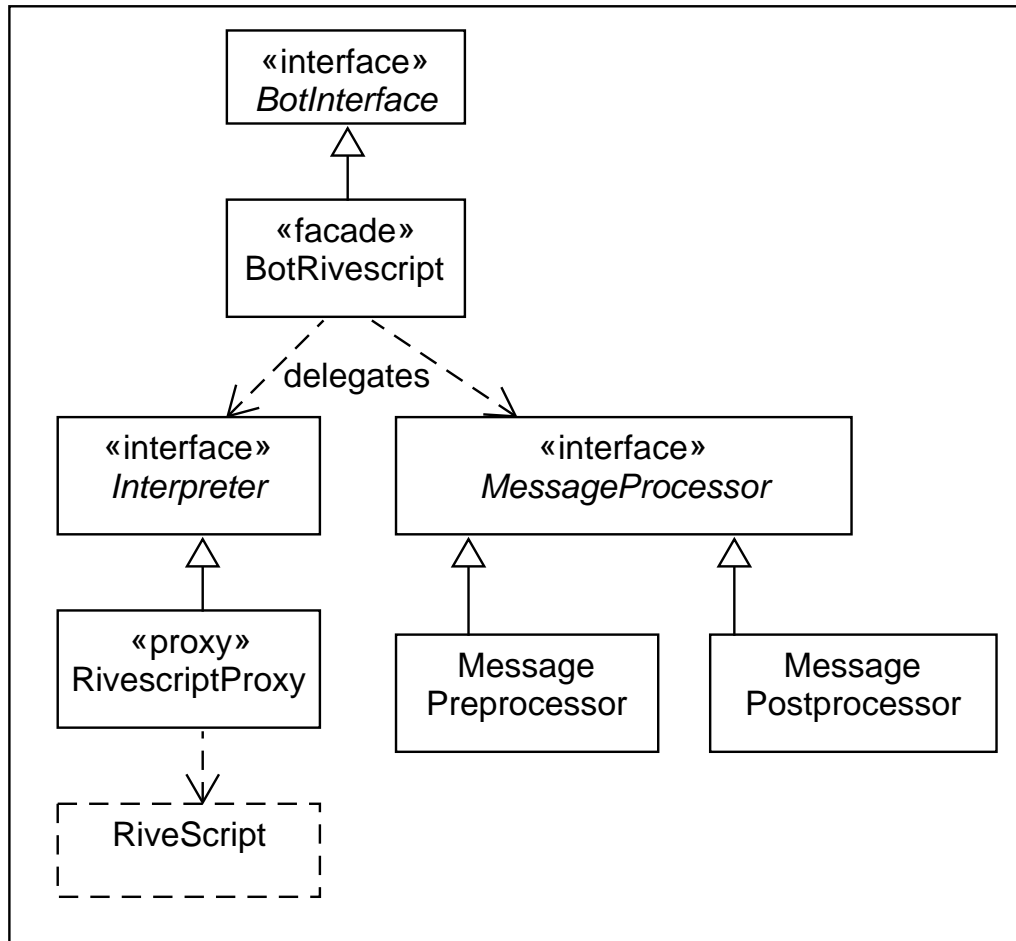 «interface»
BotInterface
«facade»
BotRivescript
delegates
«interface»
Interpreter
«interface»
MessageProcessor
«proxy»
RivescriptProxy
Message
Preprocessor
Message
Postprocessor
RiveScript